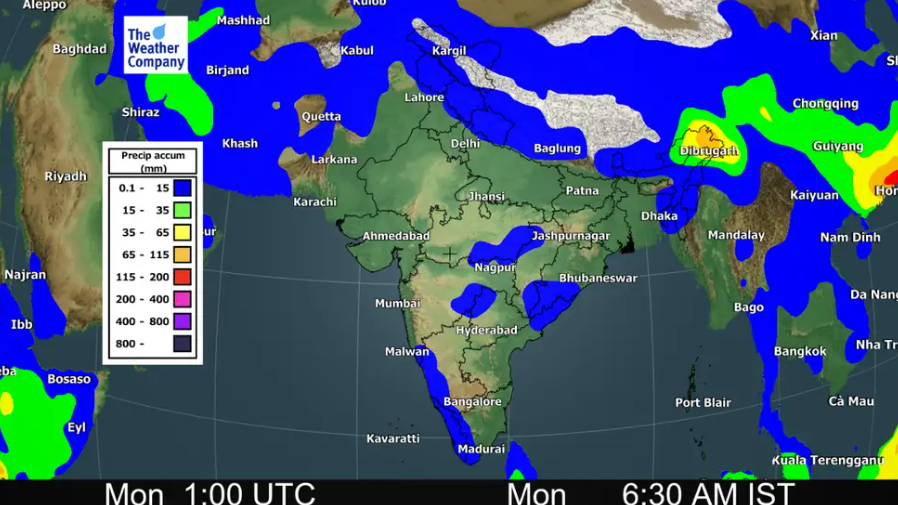 Aleppo
Kulob
Mashhad
The
Weather
Company
Xian
Baghdad
Kabul
Kargil
Birjand
Lahore
Chongqing
Shiraz
Quetta
Khash
Delhi
Baglung
Dibrugarh
Guiyang
Precip accum
(mm)
Larkana
Riyadh
0.1 - 15
15 - 35
35 - 65
65 - 115
115 - 200
200 - 400
400 - 800
800 -
Karachi
Jhansi
Patna
Kaiyuan
Dhaka
Ahmedabad
Jashpurnagar
Mandalay
Nam Dinh
Nagpur
Najran
Bhubaneswar
Mumbai
Bago
Da Nang
Ibb
Hyderabad
Malwan
Bangkok
Nha Tr
Bosaso
Bangalore
Port Blair
Cà Mau
Eyl
Kavaratti
Madurai
Kuala Terengganu
Mon 1:00 UTC Mon 6:30 AM IST